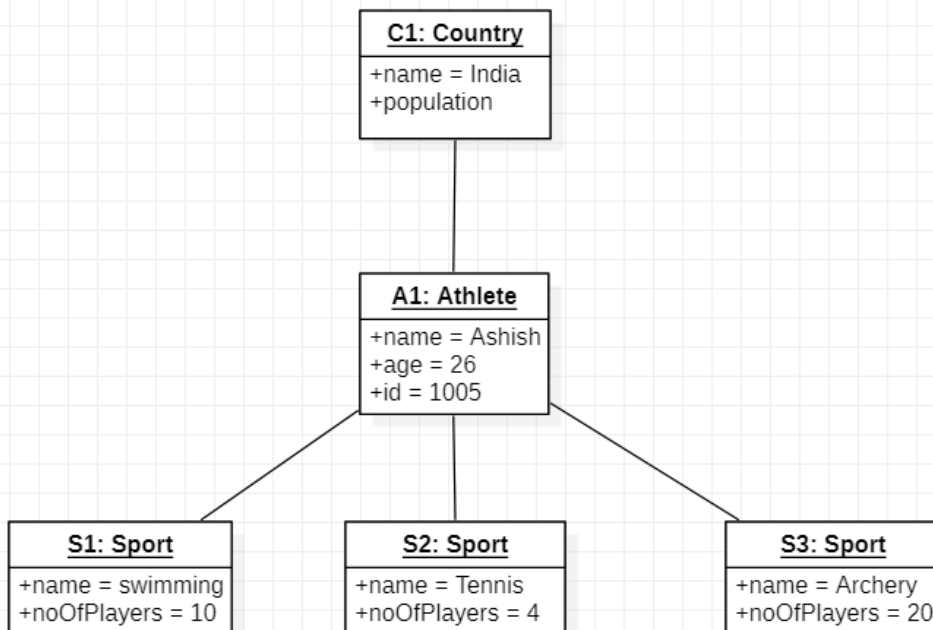 C1: Country
+name = India
+population
A1: Athlete
+name = Ashish
+age = 26
+id = 1005
S1: Sport
+name = swimming
+noOfPlayers = 10
S2: Sport
+name = Tennis
+noOfPlayers = 4
S3: Sport
+name = Archery
+noOfPlayers = 20